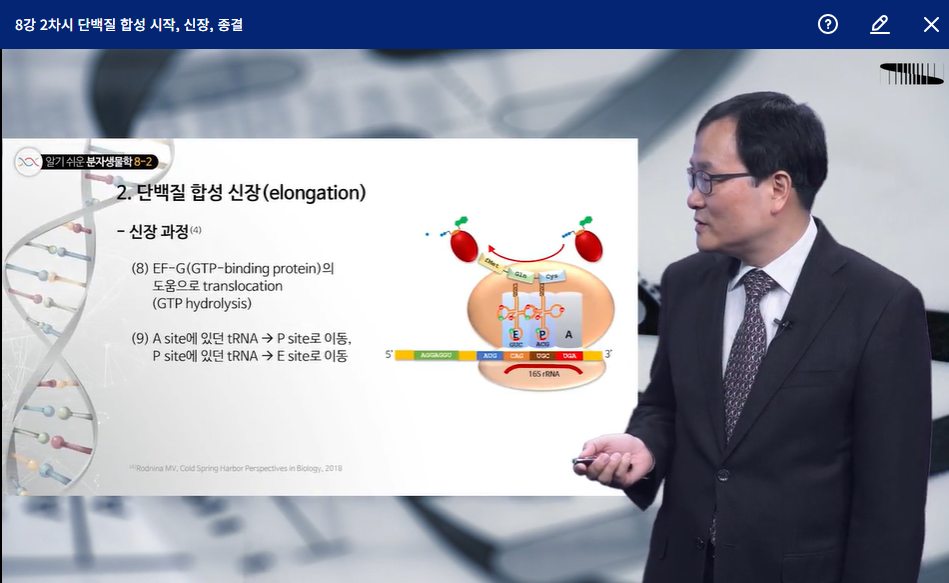 8강 2차시 단백질 합성 시작, 신장, 종결
알기 쉬운 분자생물학 8-2
2. 단백질 합성 신장(elongation)
- 신장 과정(4)
(8) EF-G(GTP-binding protein)의
도움으로 translocation
(GTP hydrolysis)
(9) A site에 있던 tRNA → P site로 이동,
P site에 있던 tRNA → E site로 이동
fMet Gln Cys
E P A
GUC ACG
5' AGGAGGU AUG CAG UGC UGA 3'
16S rRNA
(4)Rodnina MV, Cold Spring Harbor Perspectives in Biology, 2018